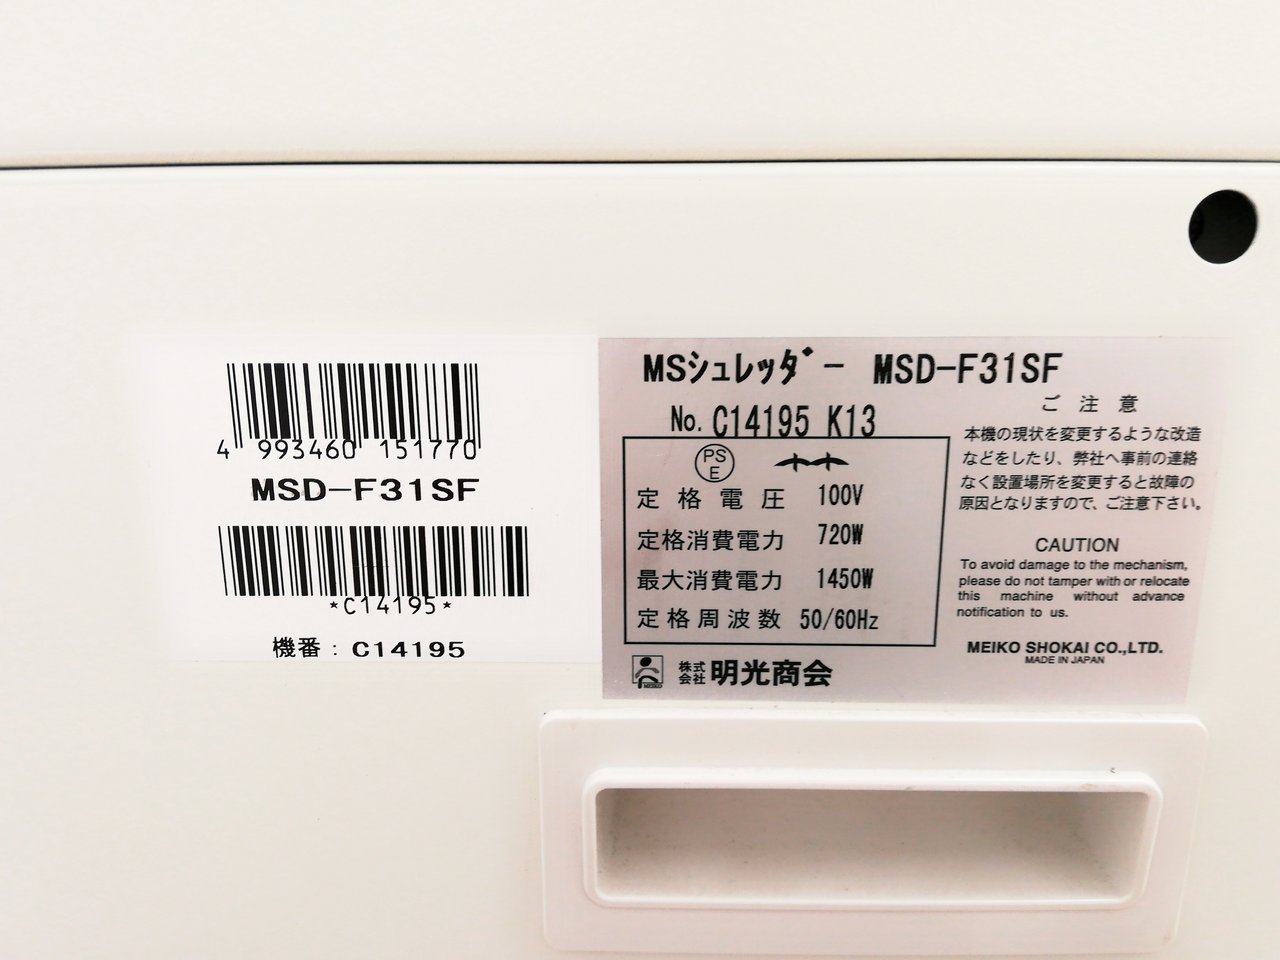 4 993460 151770
MSD-F31SF
*C14195*
機番：C14195
MSシュレッダー MSD-F31SF
No. C14195 K13
PS
E
定格電圧 100V
定格消費電力 720W
最大消費電力 1450W
定格周波数 50/60Hz
株式会社 明光商会
ご注意
本機の現状を変更するような改造
などをしたり、弊社へ事前の連絡
なく設置場所を変更すると故障の
原因となりますので、ご注意下さい。
CAUTION
To avoid damage to the mechanism,
please do not tamper with or relocate
this machine without advance
notification to us.
MEIKO SHOKAI CO.,LTD.
MADE IN JAPAN